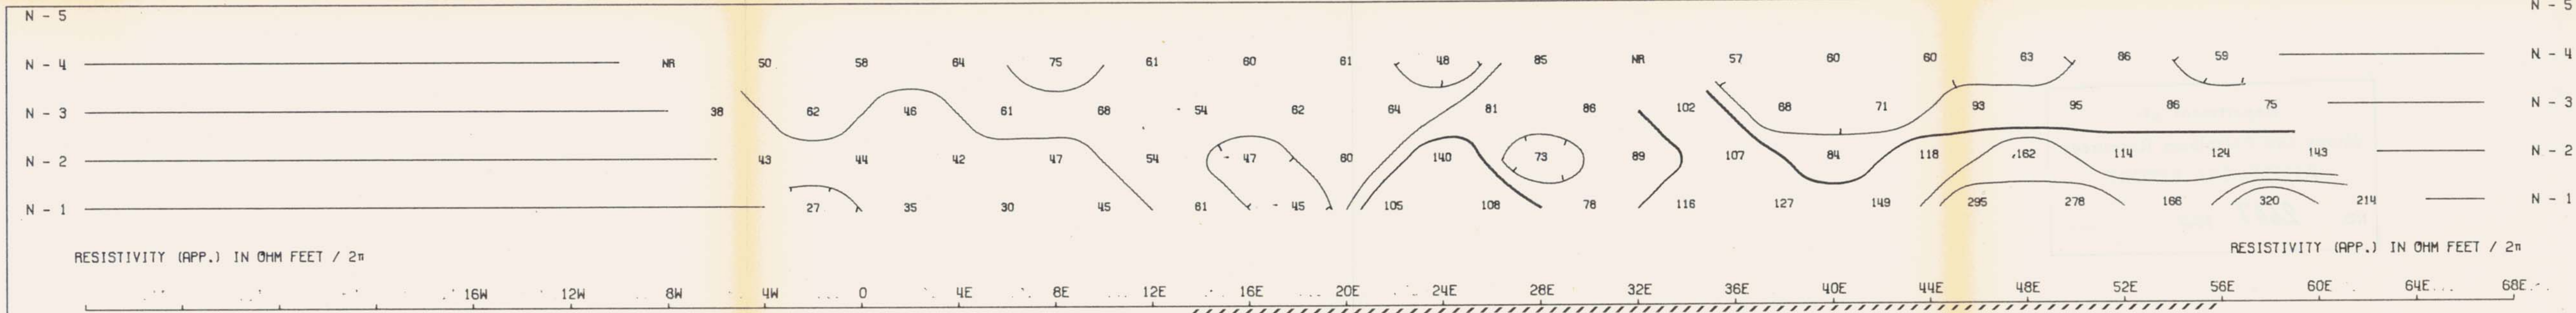 N - 5 N - 5
N - 4 NR 50 58 64 75 61 60 61 48 85 NR 57 60 60 63 86 59 N - 4
N - 3 38 62 46 61 68 54 62 64 81 86 102 68 71 93 95 86 75 N - 3
N - 2 43 44 42 47 54 47 60 140 73 89 107 84 118 162 114 124 143 N - 2
N - 1 27 35 30 45 61 45 105 108 78 116 127 149 295 278 166 320 214 N - 1
RESISTIVITY (APP.) IN OHM FEET / 2π RESISTIVITY (APP.) IN OHM FEET / 2π
16W 12W 8W 4W 0 4E 8E 12E 16E 20E 24E 28E 32E 36E 40E 44E 48E 52E 56E 60E 64E 68E